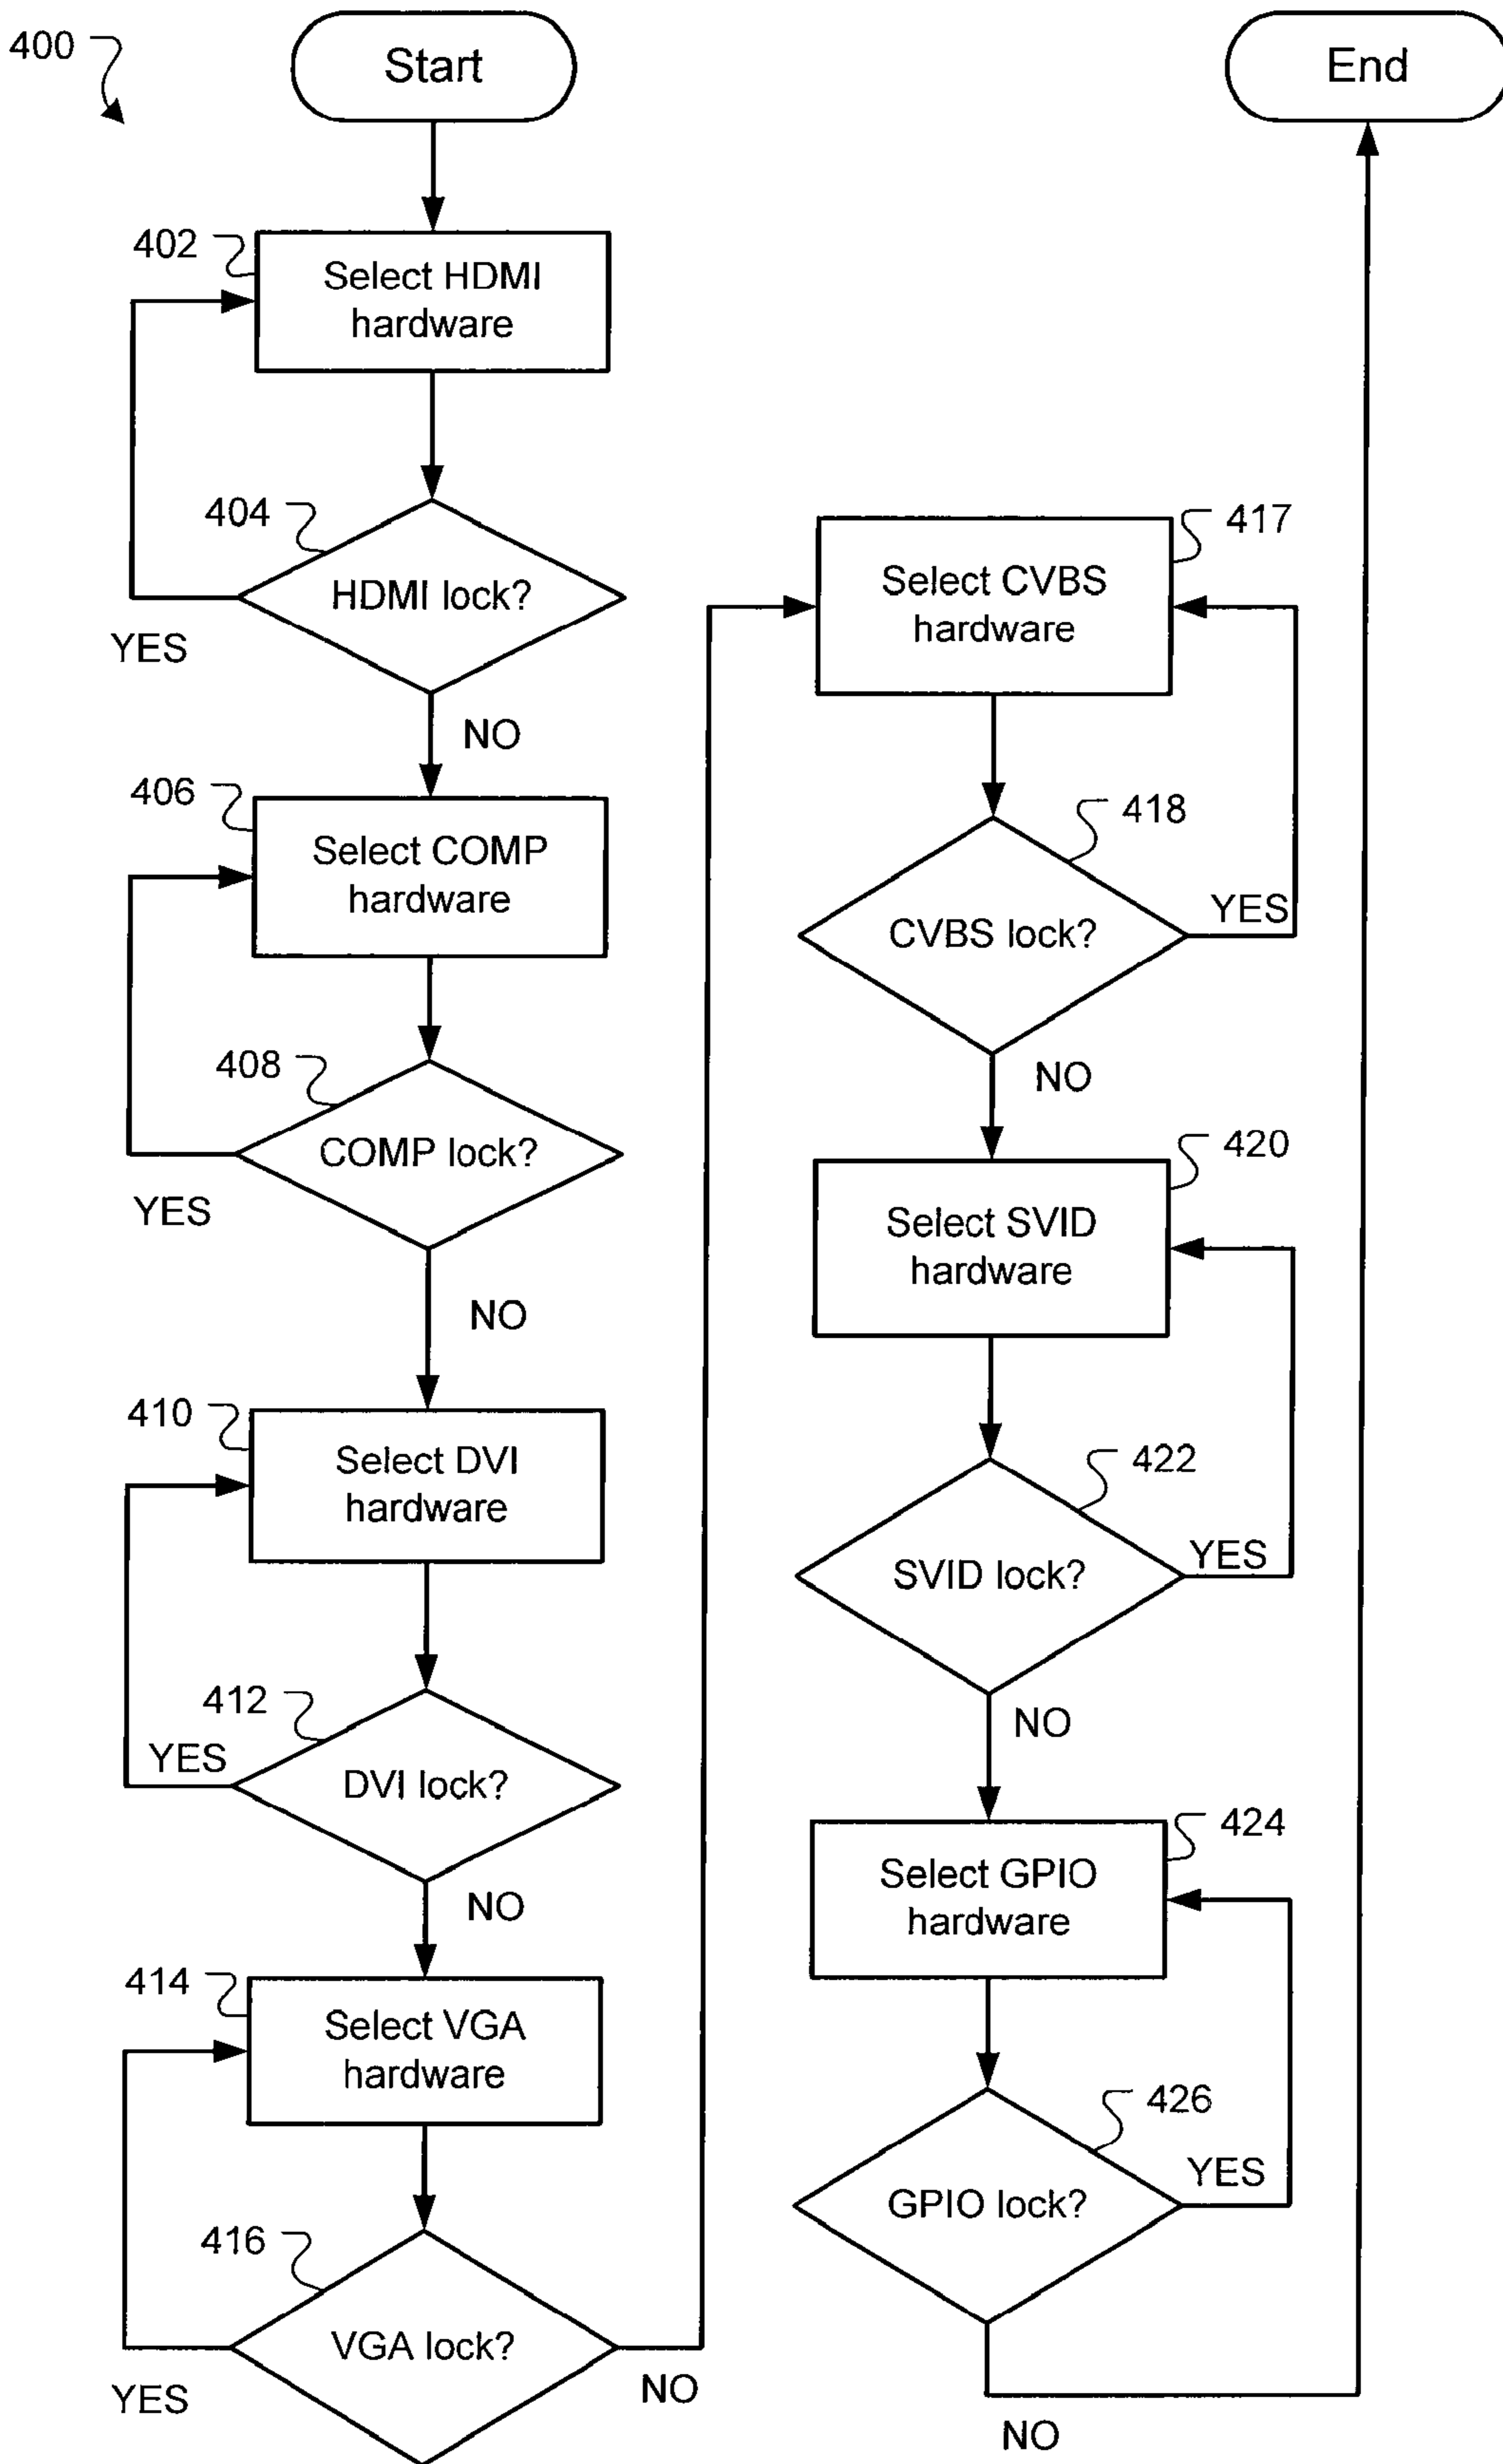 400
Start
End
402
Select HDMI
hardware
404
HDMI lock?
YES
NO
406
Select COMP
hardware
408
COMP lock?
YES
NO
410
Select DVI
hardware
412
YES
DVI lock?
NO
414
Select VGA
hardware
416
VGA lock?
YES
NO
417
Select CVBS
hardware
418
YES
CVBS lock?
NO
420
Select SVID
hardware
422
YES
SVID lock?
NO
424
Select GPIO
hardware
426
YES
GPIO lock?
NO